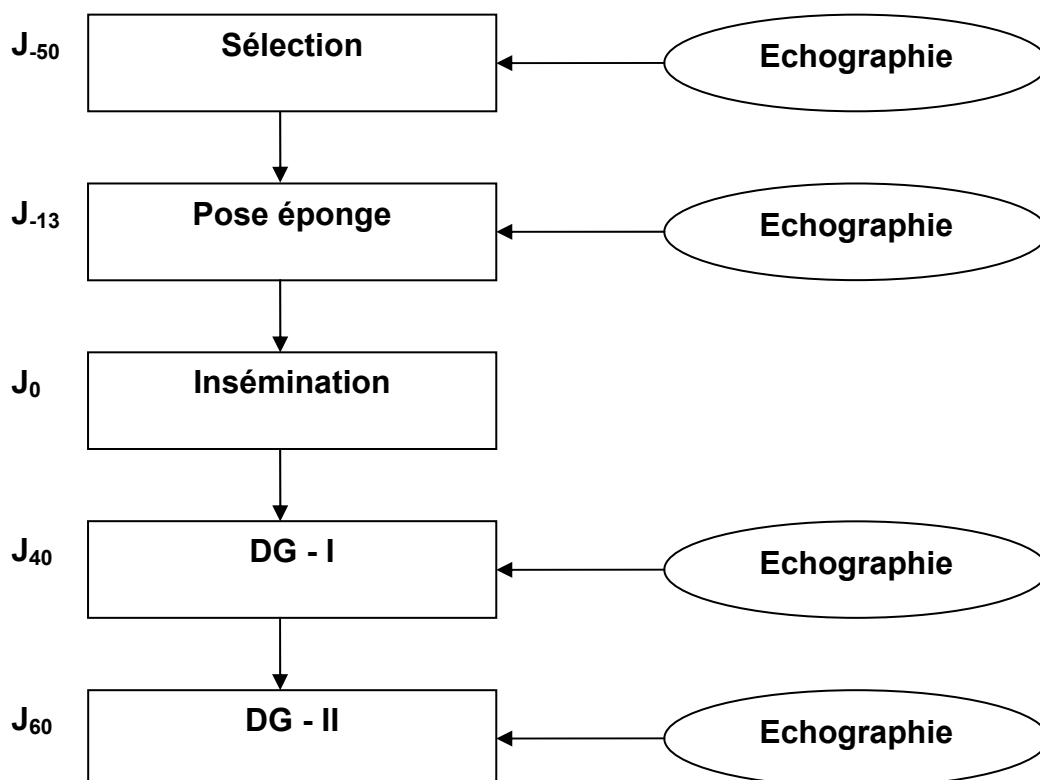 J-50 Sélection Echographie
J-13 Pose éponge Echographie
J0 Insémination
J40 DG - I Echographie
J60 DG - II Echographie